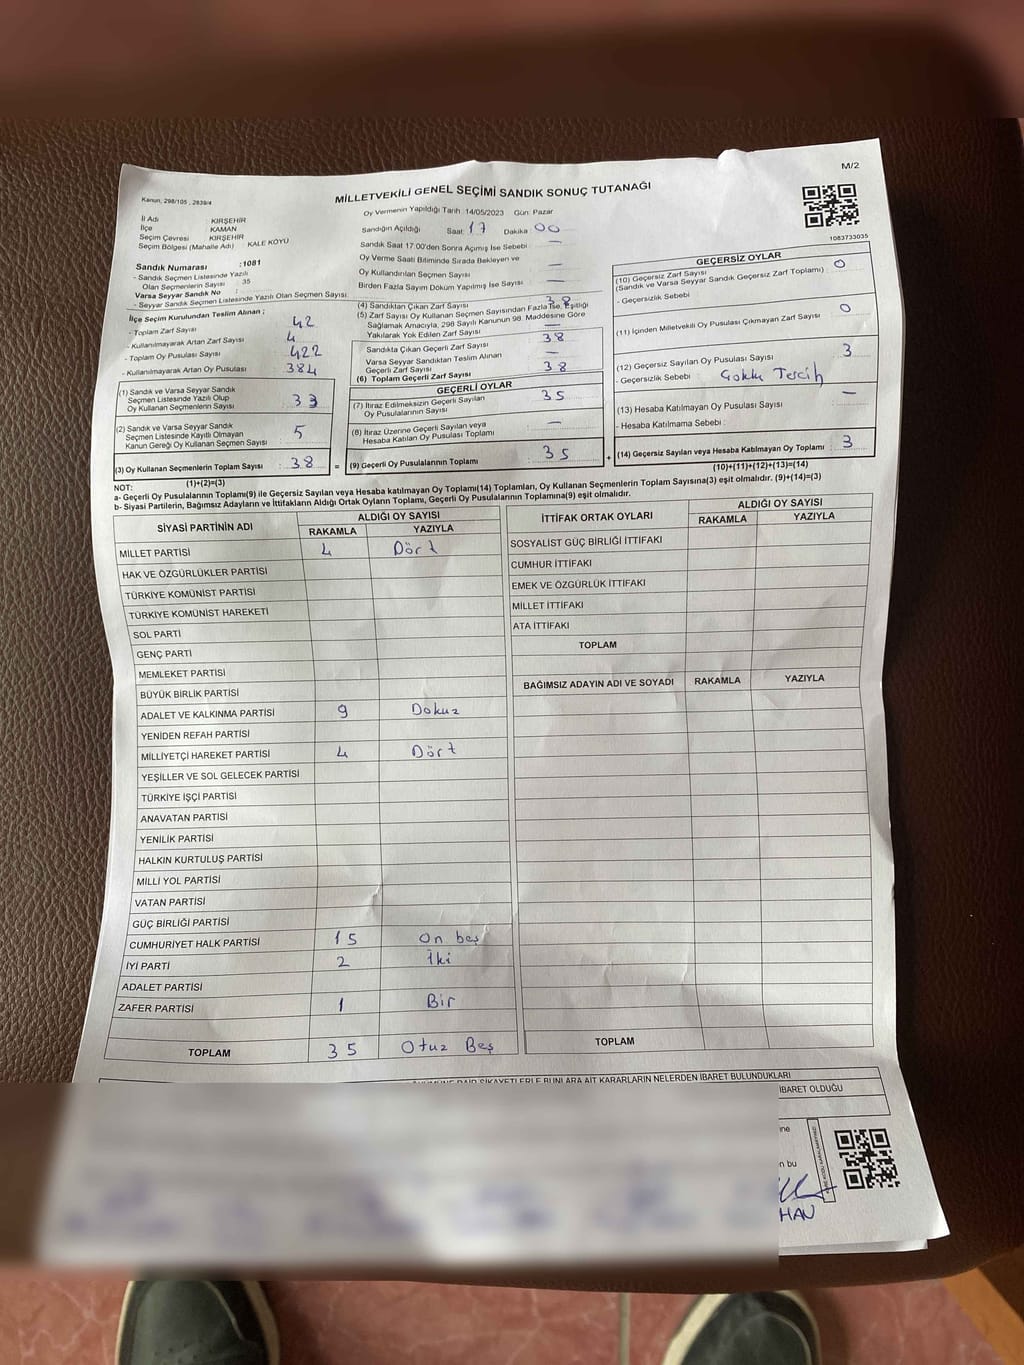 M/2
MİLLETVEKİLİ GENEL SEÇİMİ SANDIK SONUÇ TUTANAĞI
Kanun, 298/105 , 2839/4
Oy Vermenin Yapıldığı Tarih :14/05/2023 Gün: Pazar
İl Adı : KIRŞEHİR
İlçe : KAMAN
Seçim Çevresi : KIRŞEHİR
Seçim Bölgesi (Mahalle Adı) : KALE KÖYÜ
Sandık Numarası : 1081
- Sandık Seçmen Listesinde Yazılı
Olan Seçmenlerin Sayısı : 35
Varsa Seyyar Sandık No :
- Seyyar Sandık Seçmen Listesinde Yazılı Olan Seçmen Sayısı:
İlçe Seçim Kurulundan Teslim Alınan ;
- Toplam Zarf Sayısı 42
- Kullanılmayarak Artan Zarf Sayısı 4
- Toplam Oy Pusulası Sayısı 422
- Kullanılmayarak Artan Oy Pusulası 384
(1) Sandık ve Varsa Seyyar Sandık
Seçmen Listesinde Yazılı Olup
Oy Kullanan Seçmenlerin Sayısı 33
(2) Sandık ve Varsa Seyyar Sandık
Seçmen Listesinde Kayıtlı Olmayan
Kanun Gereği Oy Kullanan Seçmen Sayısı 5
(3) Oy Kullanan Seçmenlerin Toplam Sayısı 38 =
(1)+(2)=(3)
Sandığın Açıldığı Saat: 17 Dakika : 00
Sandık Saat 17.00'den Sonra Açımış İse Sebebi : —
Oy Verme Saati Bitiminde Sırada Bekleyen ve
Oy Kullandırılan Seçmen Sayısı : —
Birden Fazla Sayım Döküm Yapılmış İse Sayısı : —
(4) Sandıktan Çıkan Zarf Sayısı 38
(5) Zarf Sayısı Oy Kullanan Seçmen Sayısından Fazla İse, Eşitliği
Sağlamak Amacıyla, 298 Sayılı Kanunun 98. Maddesine Göre
Yakılarak Yok Edilen Zarf Sayısı —
Sandıkta Çıkan Geçerli Zarf Sayısı 38
Varsa Seyyar Sandıktan Teslim Alınan
Geçerli Zarf Sayısı —
(6) Toplam Geçerli Zarf Sayısı 38
GEÇERLİ OYLAR
(7) İtiraz Edilmeksizin Geçerli Sayılan
Oy Pusulalarının Sayısı 35
(8) İtiraz Üzerine Geçerli Sayılan veya
Hesaba Katılan Oy Pusulası Toplamı —
(9) Geçerli Oy Pusulalarının Toplamı 35 +
1083733035
GEÇERSİZ OYLAR
(10) Geçersiz Zarf Sayısı
(Sandık ve Varsa Seyyar Sandık Geçersiz Zarf Toplamı) 0
- Geçersizlik Sebebi :
(11) İçinden Milletvekili Oy Pusulası Çıkmayan Zarf Sayısı 0
(12) Geçersiz Sayılan Oy Pusulası Sayısı 3
- Geçersizlik Sebebi : Çoklu Tercih
(13) Hesaba Katılmayan Oy Pusulası Sayısı —
- Hesaba Katılmama Sebebi :
(14) Geçersiz Sayılan veya Hesaba Katılmayan Oy Toplamı 3
(10)+(11)+(12)+(13)=(14)
NOT:
a- Geçerli Oy Pusulaları Toplamı(9) ile Geçersiz Sayılan veya Hesaba katılmayan Oy Toplamı(14) Toplamları, Oy Kullanan Seçmenlerin Toplam Sayısına(3) eşit olmalıdır. (9)+(14)=(3)
b- Siyasi Partilerin, Bağımsız Adayların ve İttifakların Aldığı Ortak Oyların Toplamı, Geçerli Oy Pusulalarının Toplamına(9) eşit olmalıdır.
SİYASİ PARTİNİN ADI ALDIĞI OY SAYISI
RAKAMLA YAZIYLA
MİLLET PARTİSİ 4 Dört
HAK VE ÖZGÜRLÜKLER PARTİSİ
TÜRKİYE KOMÜNİST PARTİSİ
TÜRKİYE KOMÜNİST HAREKETİ
SOL PARTİ
GENÇ PARTİ
MEMLEKET PARTİSİ
BÜYÜK BİRLİK PARTİSİ
ADALET VE KALKINMA PARTİSİ 9 Dokuz
YENİDEN REFAH PARTİSİ
MİLLİYETÇİ HAREKET PARTİSİ 4 Dört
YEŞİLLER VE SOL GELECEK PARTİSİ
TÜRKİYE İŞÇİ PARTİSİ
ANAVATAN PARTİSİ
YENİLİK PARTİSİ
HALKIN KURTULUŞ PARTİSİ
MİLLİ YOL PARTİSİ
VATAN PARTİSİ
GÜÇ BİRLİĞİ PARTİSİ
CUMHURİYET HALK PARTİSİ 15 On beş
İYİ PARTİ 2 İki
ADALET PARTİSİ
ZAFER PARTİSİ 1 Bir
TOPLAM 35 Otuz Beş
İTTİFAK ORTAK OYLARI ALDIĞI OY SAYISI
RAKAMLA YAZIYLA
SOSYALİST GÜÇ BİRLİĞİ İTTİFAKI
CUMHUR İTTİFAKI
EMEK VE ÖZGÜRLÜK İTTİFAKI
MİLLET İTTİFAKI
ATA İTTİFAKI
TOPLAM
BAĞIMSIZ ADAYIN ADI VE SOYADI RAKAMLA YAZIYLA
TOPLAM
DAİR ŞİKAYETLERLE BUNLARA AİT KARARLARIN NELERDEN İBARET BULUNDUKLARI
İBARET OLDUĞU
ne
n bu
HAN